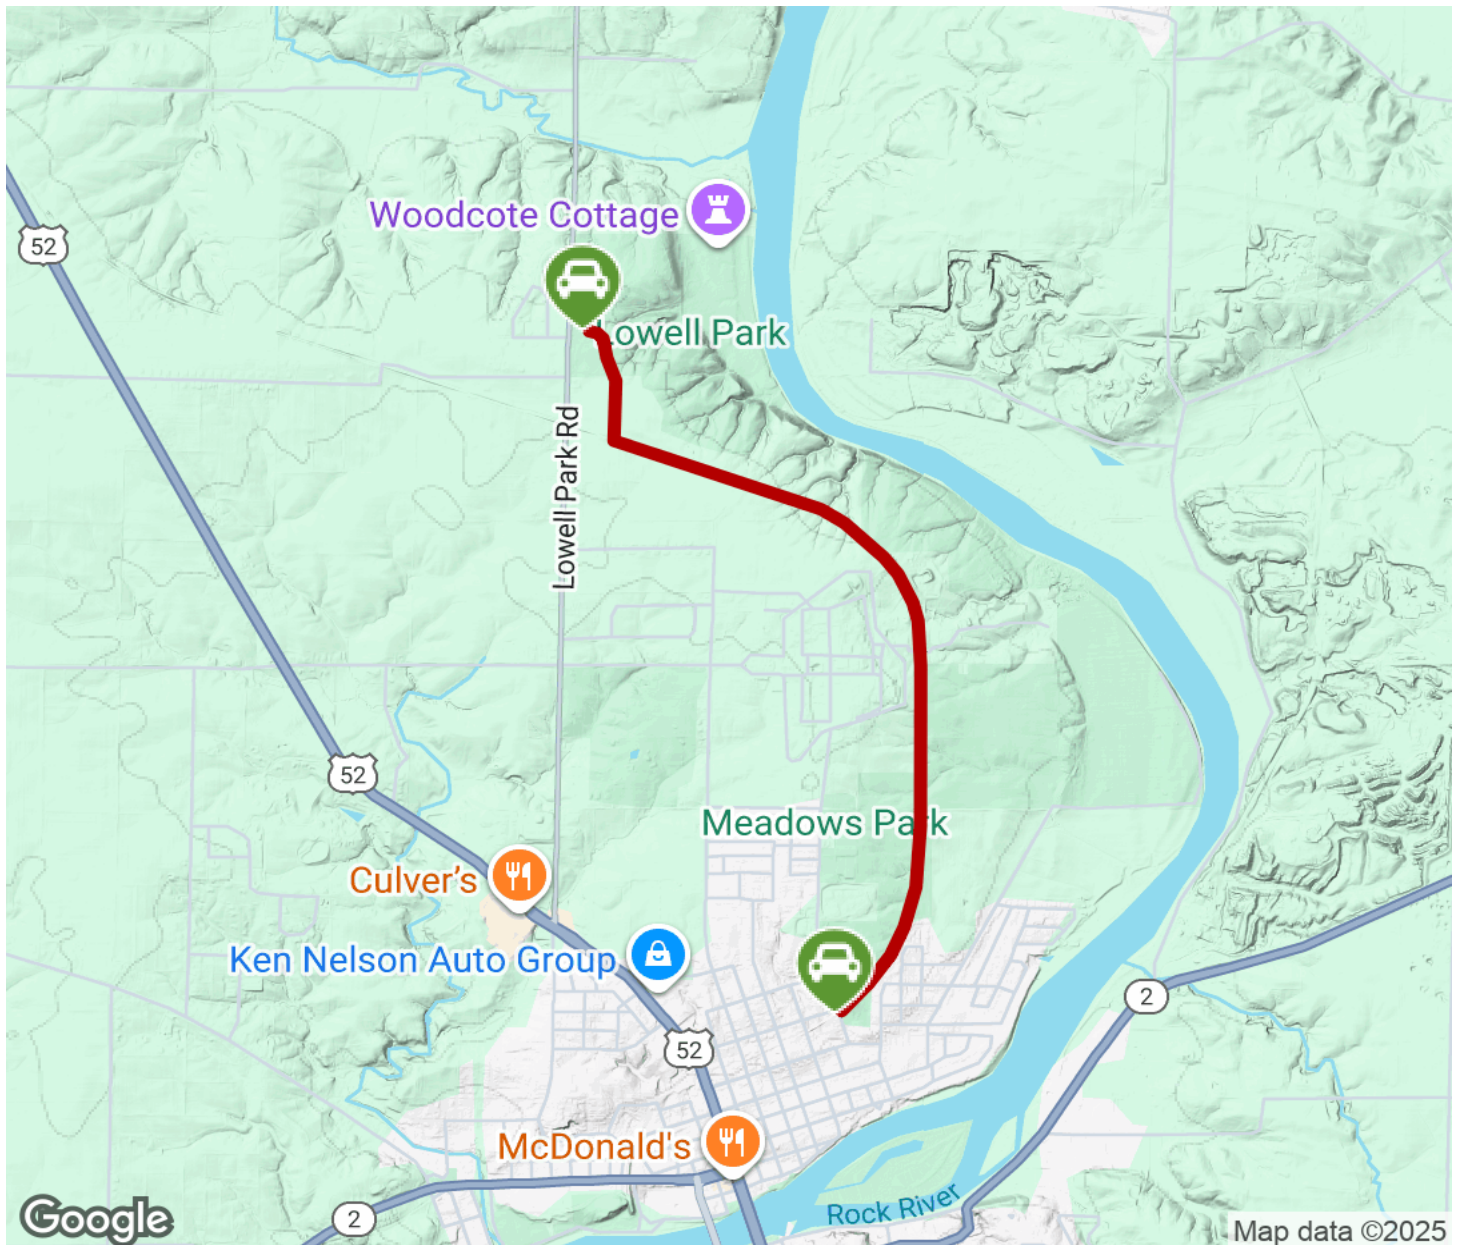 Woodcote Cottage
52
Lowell Park
Lowell Park Rd
52
Meadows Park
Culver's
Ken Nelson Auto Group
2
52
McDonald's
Rock River
2
Google
Map data ©2025